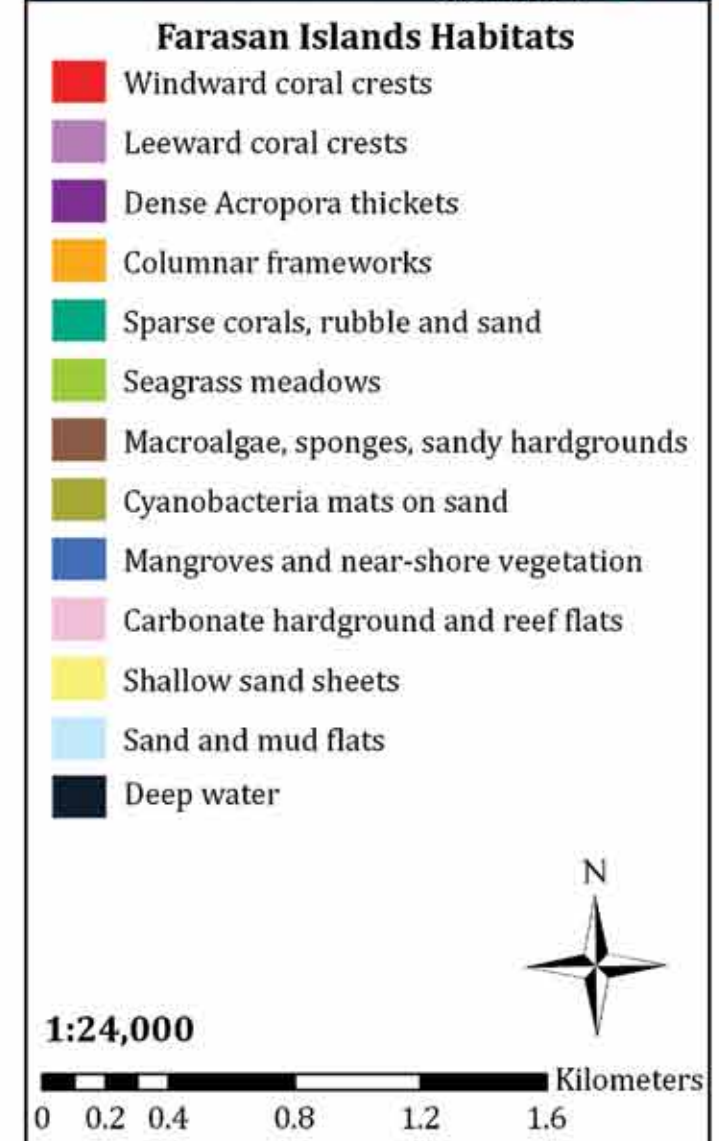 Farasan Islands Habitats
Windward coral crests
Leeward coral crests
Dense Acropora thickets
Columnar frameworks
Sparse corals, rubble and sand
Seagrass meadows
Macroalgae, sponges, sandy hardgrounds
Cyanobacteria mats on sand
Mangroves and near-shore vegetation
Carbonate hardground and reef flats
Shallow sand sheets
Sand and mud flats
Deep water
N
1:24,000
Kilometers
0 0.2 0.4 0.8 1.2 1.6